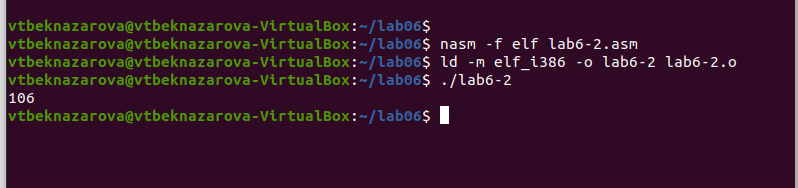 vtbeknazarova@vtbeknazarova-VirtualBox:~/lab06$
vtbeknazarova@vtbeknazarova-VirtualBox:~/lab06$ nasm -f elf lab6-2.asm
vtbeknazarova@vtbeknazarova-VirtualBox:~/lab06$ ld -m elf_i386 -o lab6-2 lab6-2.o
vtbeknazarova@vtbeknazarova-VirtualBox:~/lab06$ ./lab6-2
106
vtbeknazarova@vtbeknazarova-VirtualBox:~/lab06$